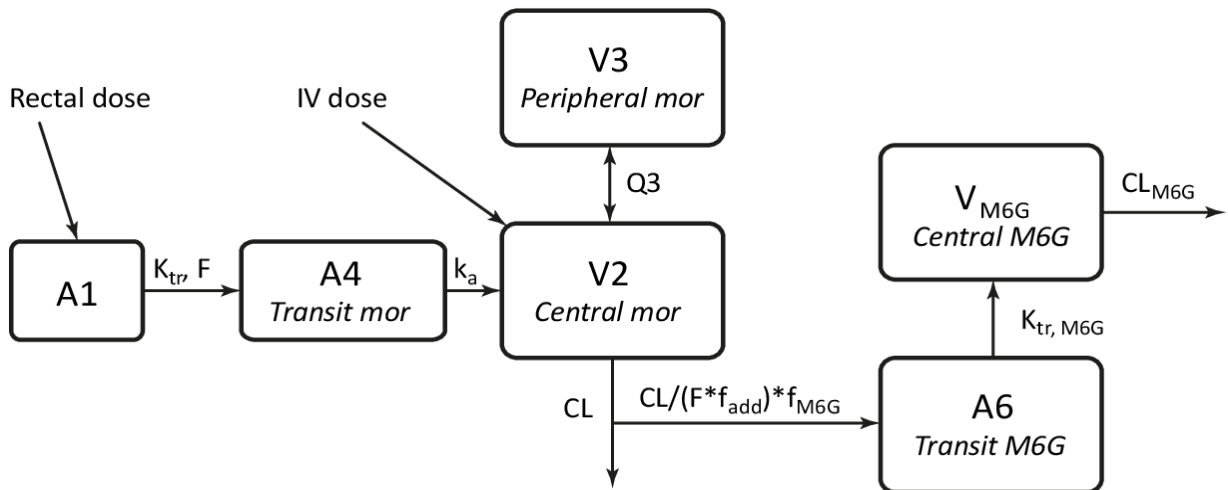 V3
Peripheral mor
Rectal dose
IV dose
Q3
V_M6G
Central M6G
CL_M6G
A1
K_tr, F
A4
Transit mor
k_a
V2
Central mor
K_tr, M6G
CL
CL/(F*f_add)*f_M6G
A6
Transit M6G